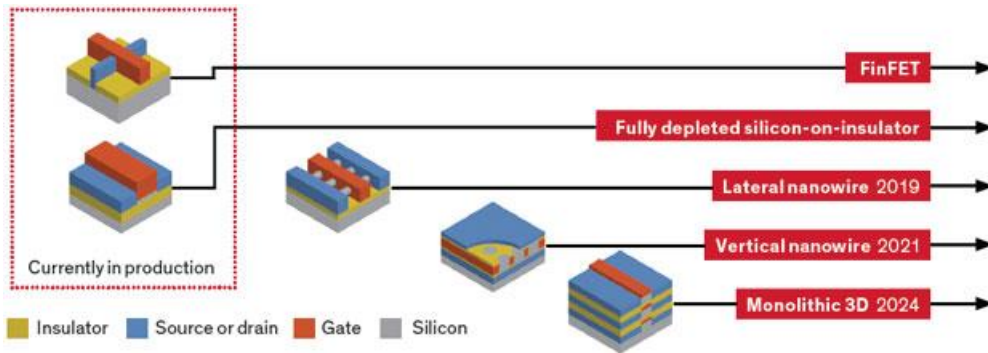 FinFET
Fully depleted silicon-on-insulator
Lateral nanowire 2019
Vertical nanowire 2021
Currently in production
Monolithic 3D 2024
Insulator
Source or drain
Gate
Silicon